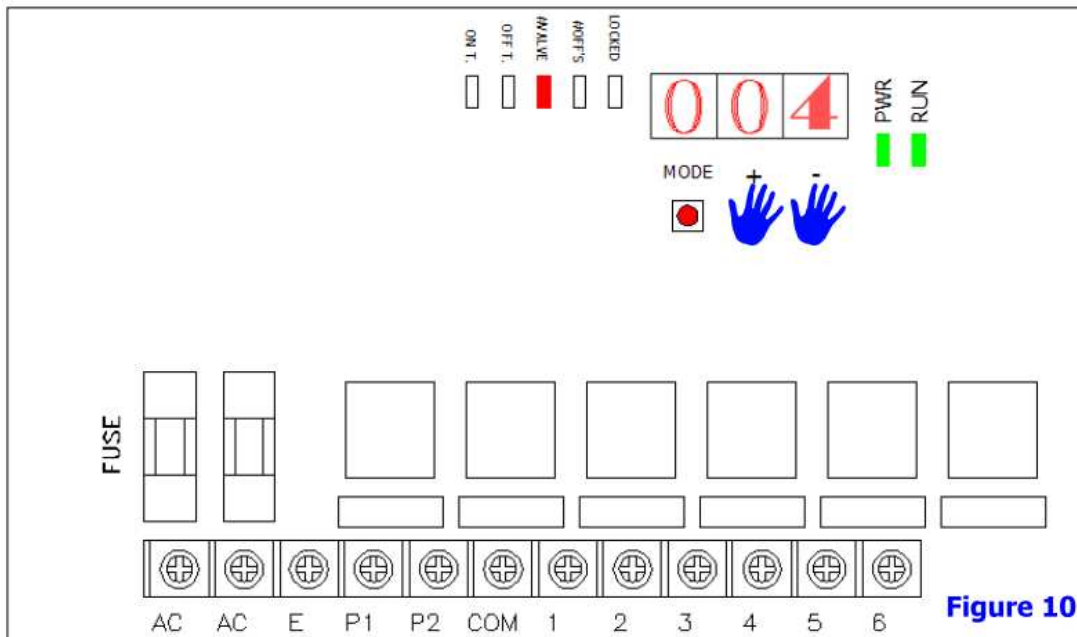 ON T.
OFF T.
#VALVE
#OFF'S
LOCKED
004
PWR
RUN
MODE
+
-
FUSE
AC AC E P1 P2 COM 1 2 3 4 5 6
Figure 10